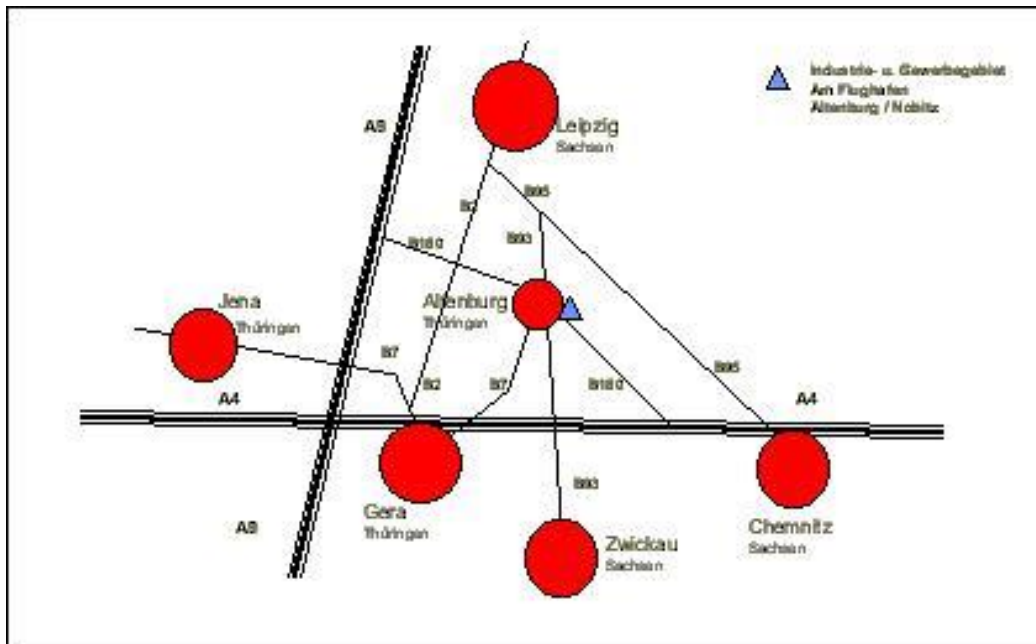 Industrie- u. Gewerbegebiet
Am Flughafen
Altenburg / Nobitz
A9
Leipzig
Sachsen
B95
B2
B93
B180
Jena
Thüringen
Altenburg
Thüringen
B7
B2
B7
B180
B95
A4
A4
B93
Gera
Thüringen
A9
Zwickau
Sachsen
Chemnitz
Sachsen